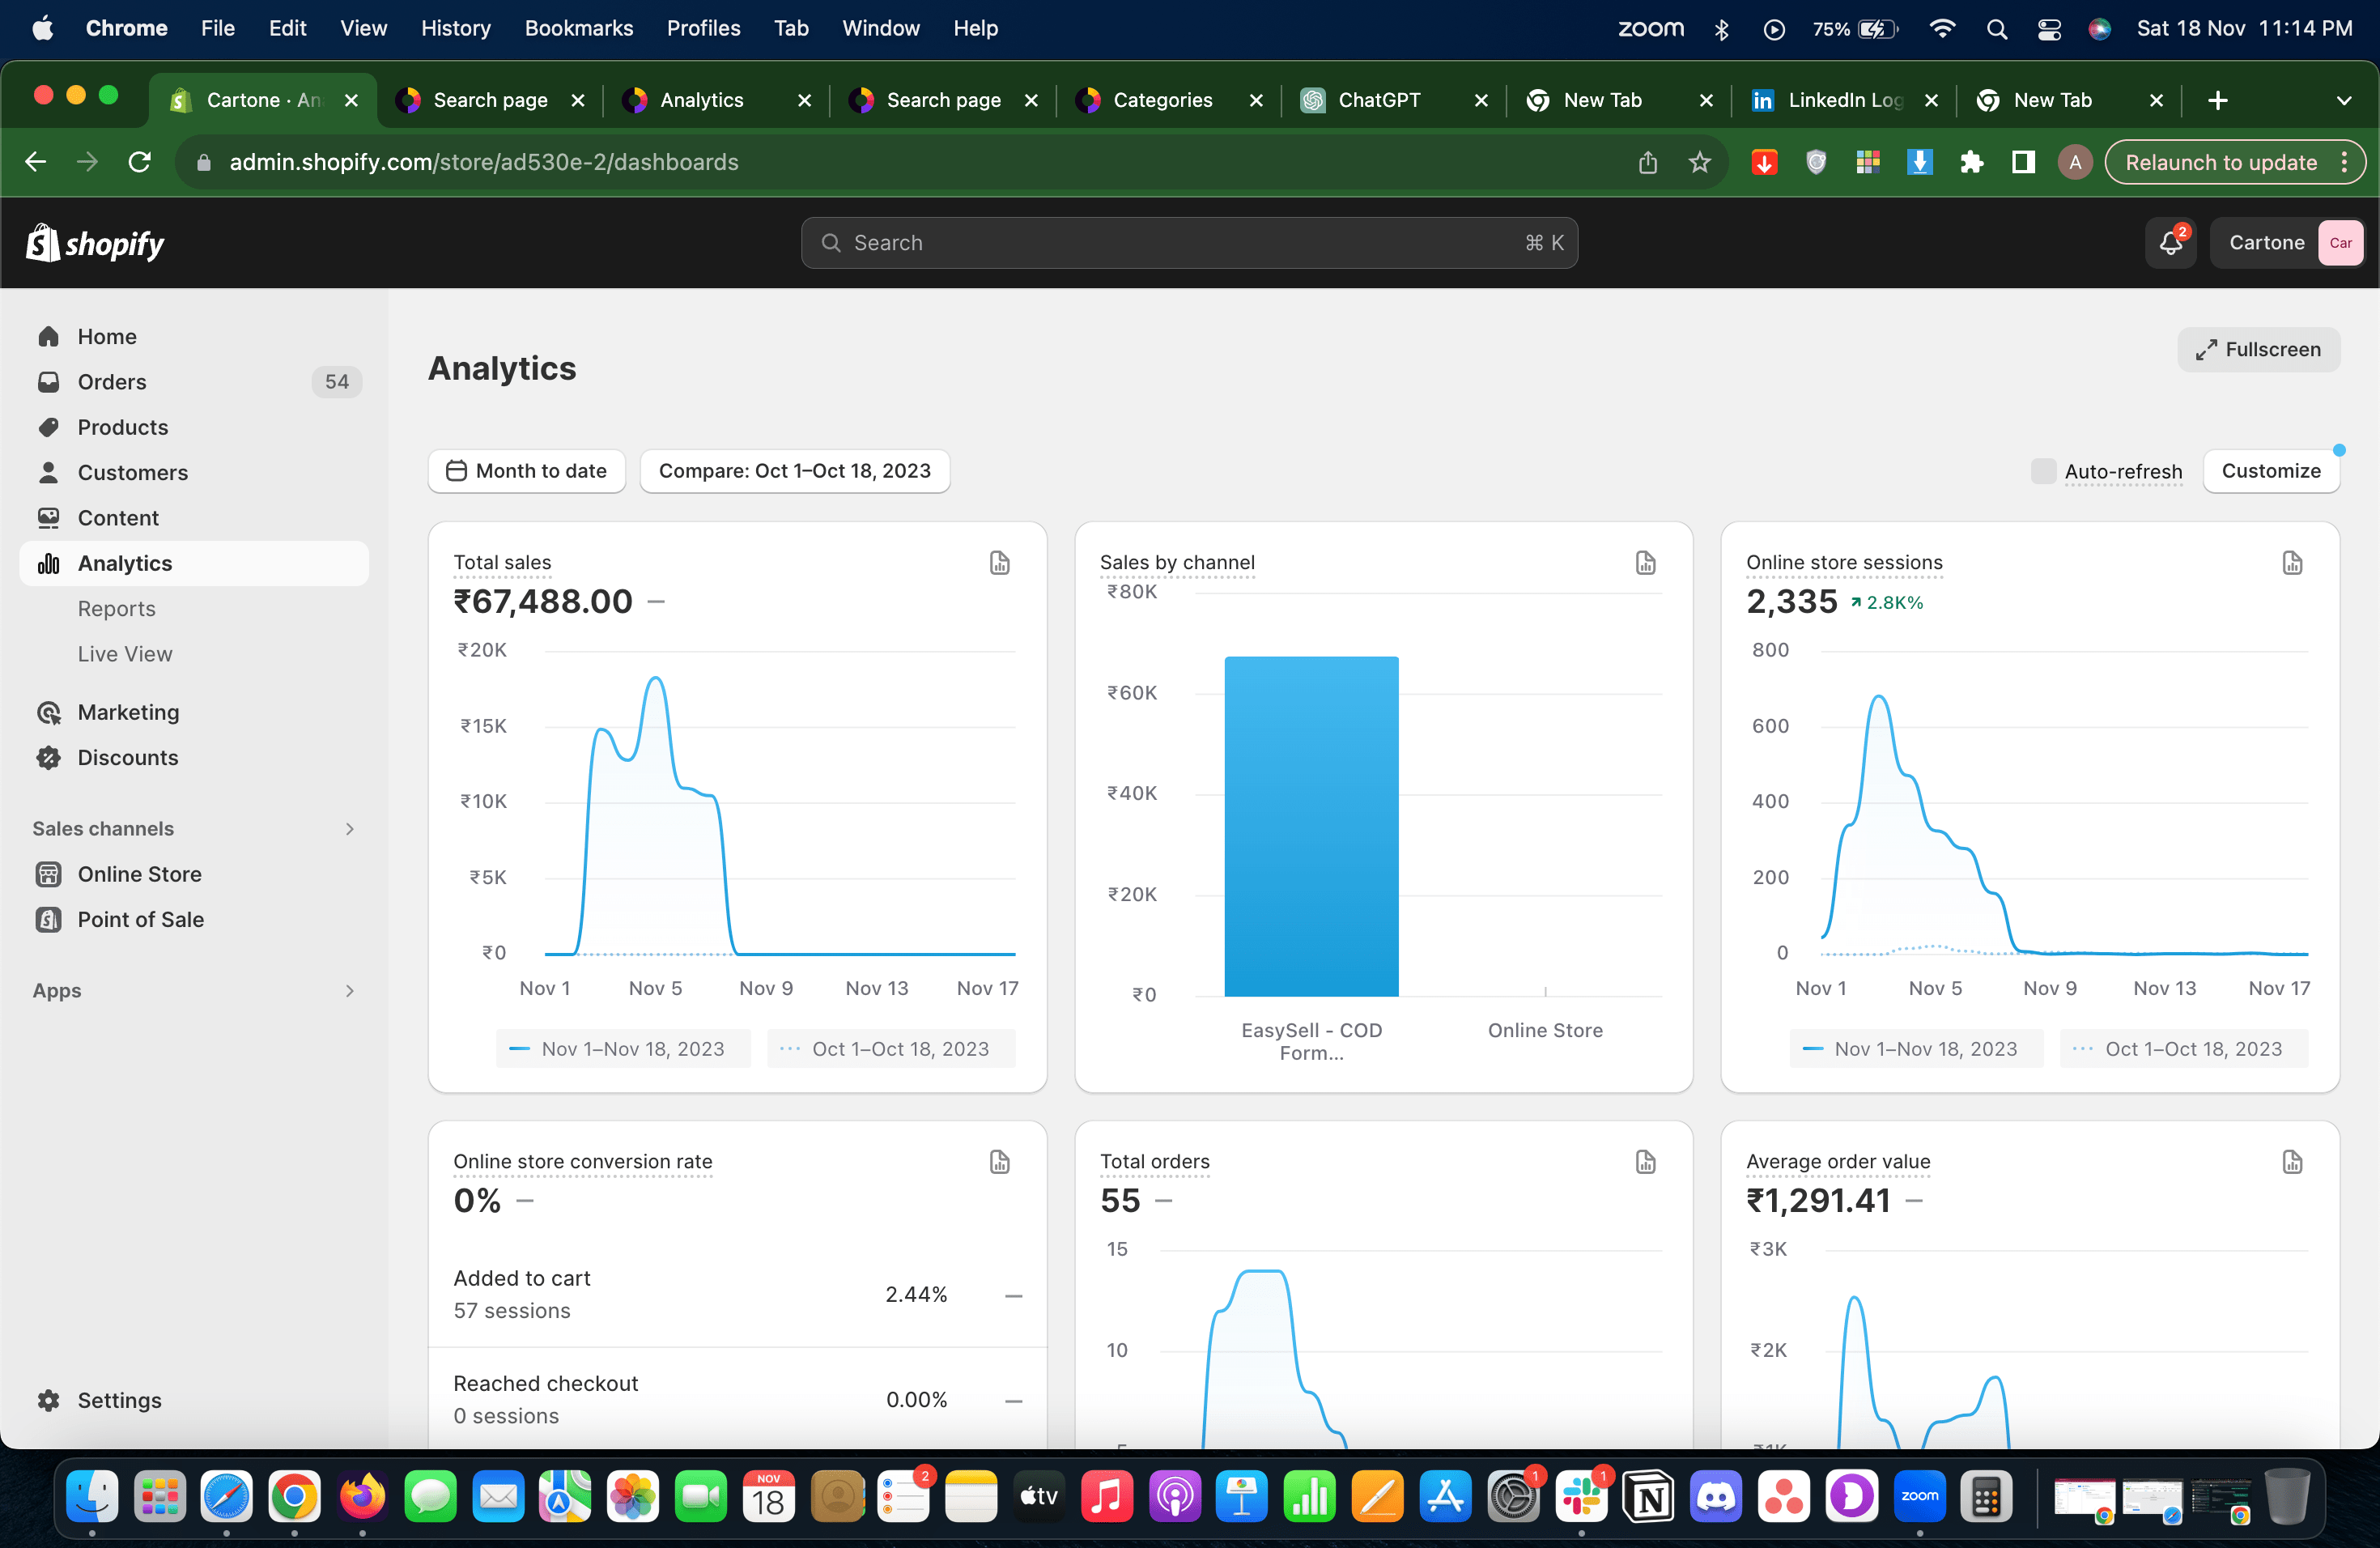 Chrome File Edit View History Bookmarks Profiles Tab Window Help zoom 75% Sat 18 Nov 11:14 PM
Cartone · An Search page Analytics Search page Categories ChatGPT New Tab LinkedIn Log New Tab
admin.shopify.com/store/ad530e-2/dashboards A Relaunch to update
shopify Search ⌘ K 2 Cartone Car
Home
Orders 54
Products
Customers
Content
Analytics
Reports
Live View
Marketing
Discounts
Sales channels
Online Store
Point of Sale
Apps
Settings
Analytics
Fullscreen
Month to date Compare: Oct 1–Oct 18, 2023 Auto-refresh Customize
Total sales
₹67,488.00 –
₹20K
₹15K
₹10K
₹5K
₹0
Nov 1 Nov 5 Nov 9 Nov 13 Nov 17
Nov 1–Nov 18, 2023 Oct 1–Oct 18, 2023
Sales by channel
₹80K
₹60K
₹40K
₹20K
₹0
EasySell - COD Online Store
Form...
Online store sessions
2,335 2.8K%
800
600
400
200
0
Nov 1 Nov 5 Nov 9 Nov 13 Nov 17
Nov 1–Nov 18, 2023 Oct 1–Oct 18, 2023
Online store conversion rate
0% –
Added to cart
57 sessions
2.44% –
Reached checkout
0 sessions
0.00% –
Total orders
55 –
15
10
Average order value
₹1,291.41 –
₹3K
₹2K
₹1K
NOV
18
2
tv
1
1
N
zoom